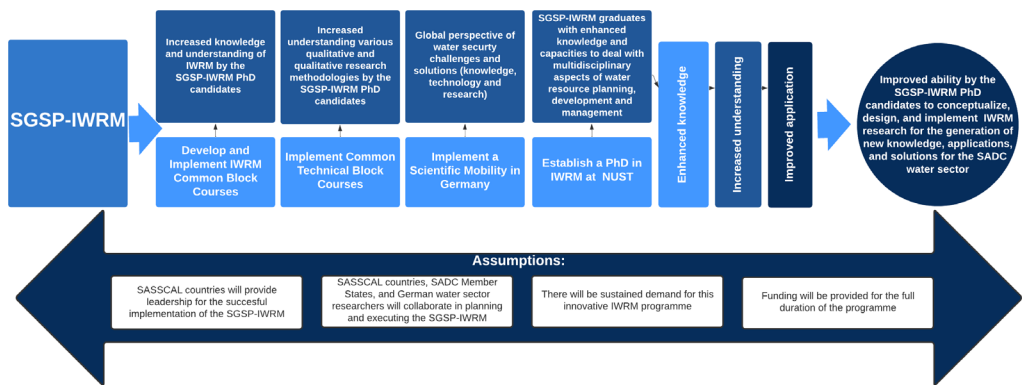 SGSP-IWRM
Increased knowledge
and understanding of
IWRM by the
SGSP-IWRM PhD
candidates
Develop and
Implement IWRM
Common Block
Courses
Increased
understanding various
qualitative and
qualitative research
methodologies by the
SGSP-IWRM PhD
candidates
Implement Common
Technical Block
Courses
Global perspective of
water securty
challenges and
solutions (knowledge,
technology and
research)
Implement a
Scientific Mobility in
Germany
SGSP-IWRM graduates
with enhanced
knowledge and
capacities to deal with
multidisciplinary
aspects of water
resource planning,
development and
management
Establish a PhD in
IWRM at NUST
Enhanced knowledge
Increased understanding
Improved application
Improved ability by the
SGSP-IWRM PhD
candidates to conceptualize,
design, and implement IWRM
research for the generation of
new knowledge, applications,
and solutions for the SADC
water sector
Assumptions:
SASSCAL countries will provide
leadership for the succesful
implementation of the SGSP-IWRM
SASSCAL countries, SADC Member
States, and German water sector
researchers will collaborate in planning
and executing the SGSP-IWRM
There will be sustained demand for this
innovative IWRM programme
Funding will be provided for the full
duration of the programme